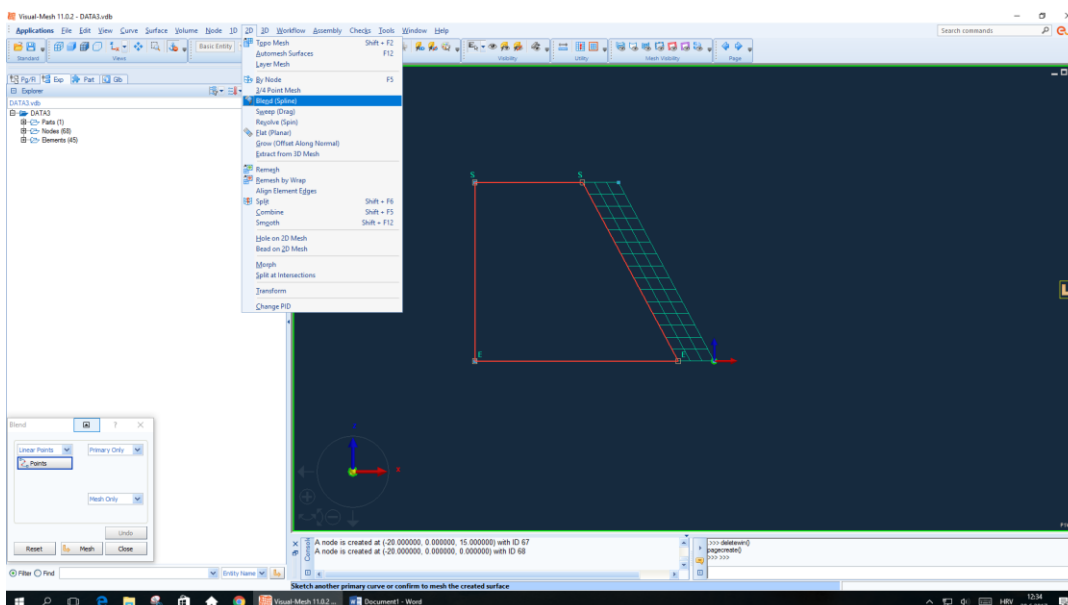 Visual-Mesh 11.0.2 - DATA3.vdb
Applications File Edit View Curve Surface Volume Node 1D 2D 3D Workflow Assembly Checks Tools Window Help
Search commands
Basic Entity
Standard
Views
Visibility
Utility
Mesh Visibility
Page
Topo Mesh Shift + F2
Automesh Surfaces F12
Layer Mesh
By Node F5
3/4 Point Mesh
Blend (Spline)
Sweep (Drag)
Revolve (Spin)
Flat (Planar)
Grow (Offset Along Normal)
Extract from 3D Mesh
Remesh
Remesh by Wrap
Align Element Edges
Split Shift + F6
Combine Shift + F5
Smooth Shift + F12
Hole on 2D Mesh
Bead on 2D Mesh
Morph
Split at Intersections
Transform
Change PID
Pg/Fl Exp Part Gb
Explorer
DATA3.vdb
DATA3
Parts (1)
Nodes (68)
Elements (45)
S S
E E
X
Blend ?
Linear Points Primary Only
Points
Mesh Only
Undo
Reset Mesh Close
Filter Find
Entity Name
Console
A node is created at (-20.000000, 0.000000, 15.000000) with ID 67
A node is created at (-20.000000, 0.000000, 0.000000) with ID 68
>>> deletewin()
pagecreate()
>>> >>>
Sketch another primary curve or confirm to mesh the created surface
Visual-Mesh 11.0.2 ...
Document1 - Word
HRV
12:34